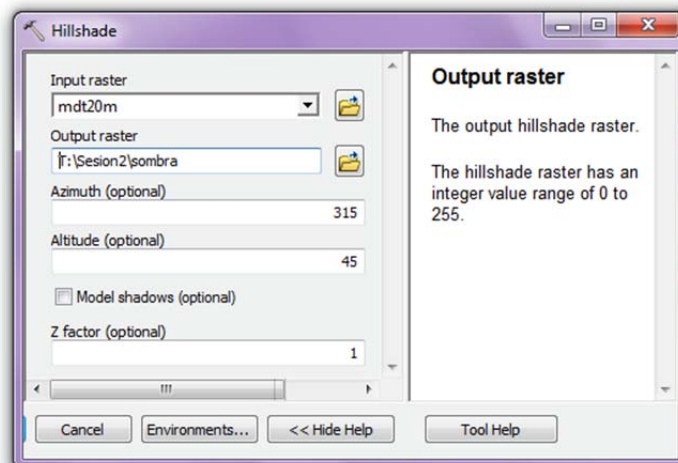 Hillshade
Input raster
mdt20m
Output raster
T:\Sesion2\sombra
Azimuth (optional)
315
Altitude (optional)
45
Model shadows (optional)
Z factor (optional)
1
Output raster
The output hillshade raster.
The hillshade raster has an
integer value range of 0 to
255.
Cancel
Environments...
<< Hide Help
Tool Help